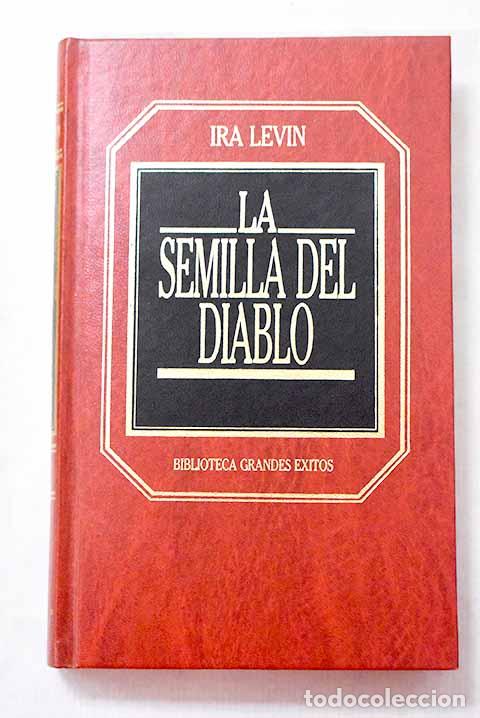 IRA LEVIN
LA
SEMILLA DEL
DIABLO
BIBLIOTECA GRANDES EXITOS
todocoleccion